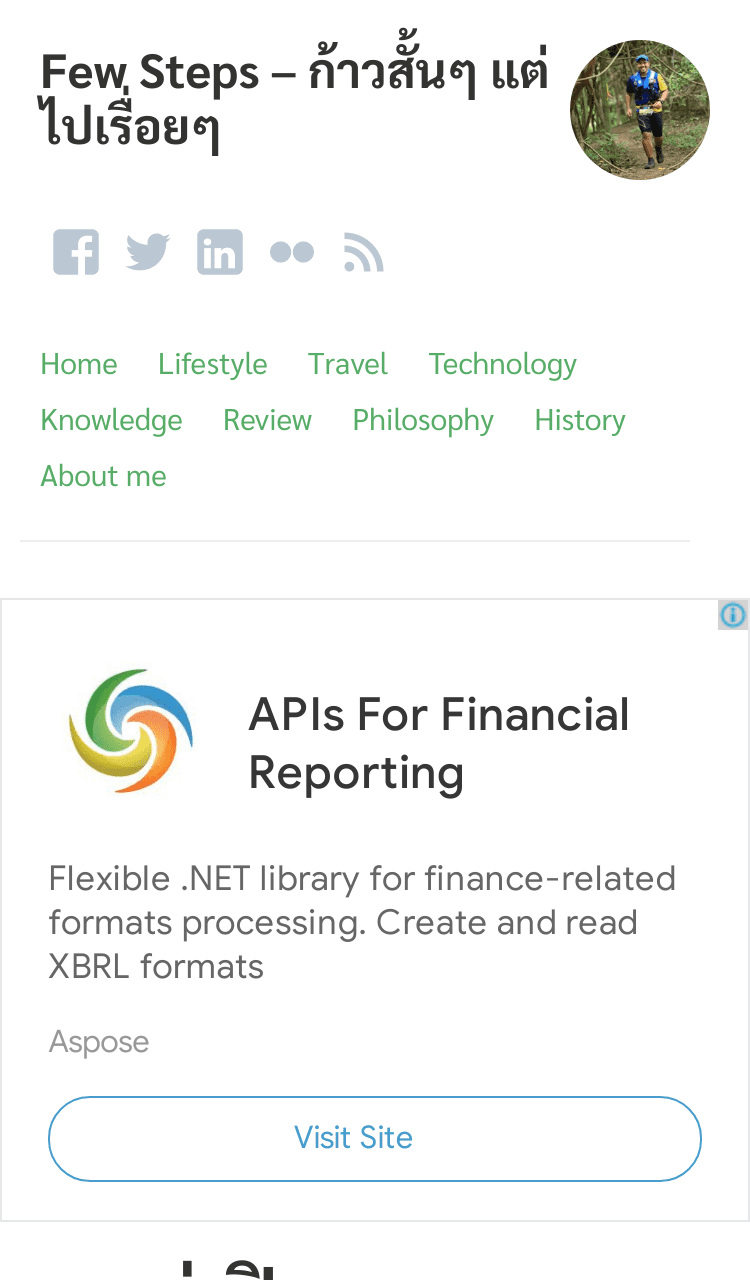 Few Steps – ก้าวสั้นๆ แต่
ไปเรื่อยๆ
Home Lifestyle Travel Technology
Knowledge Review Philosophy History
About me
APIs For Financial
Reporting
Flexible .NET library for finance-related
formats processing. Create and read
XBRL formats
Aspose
Visit Site